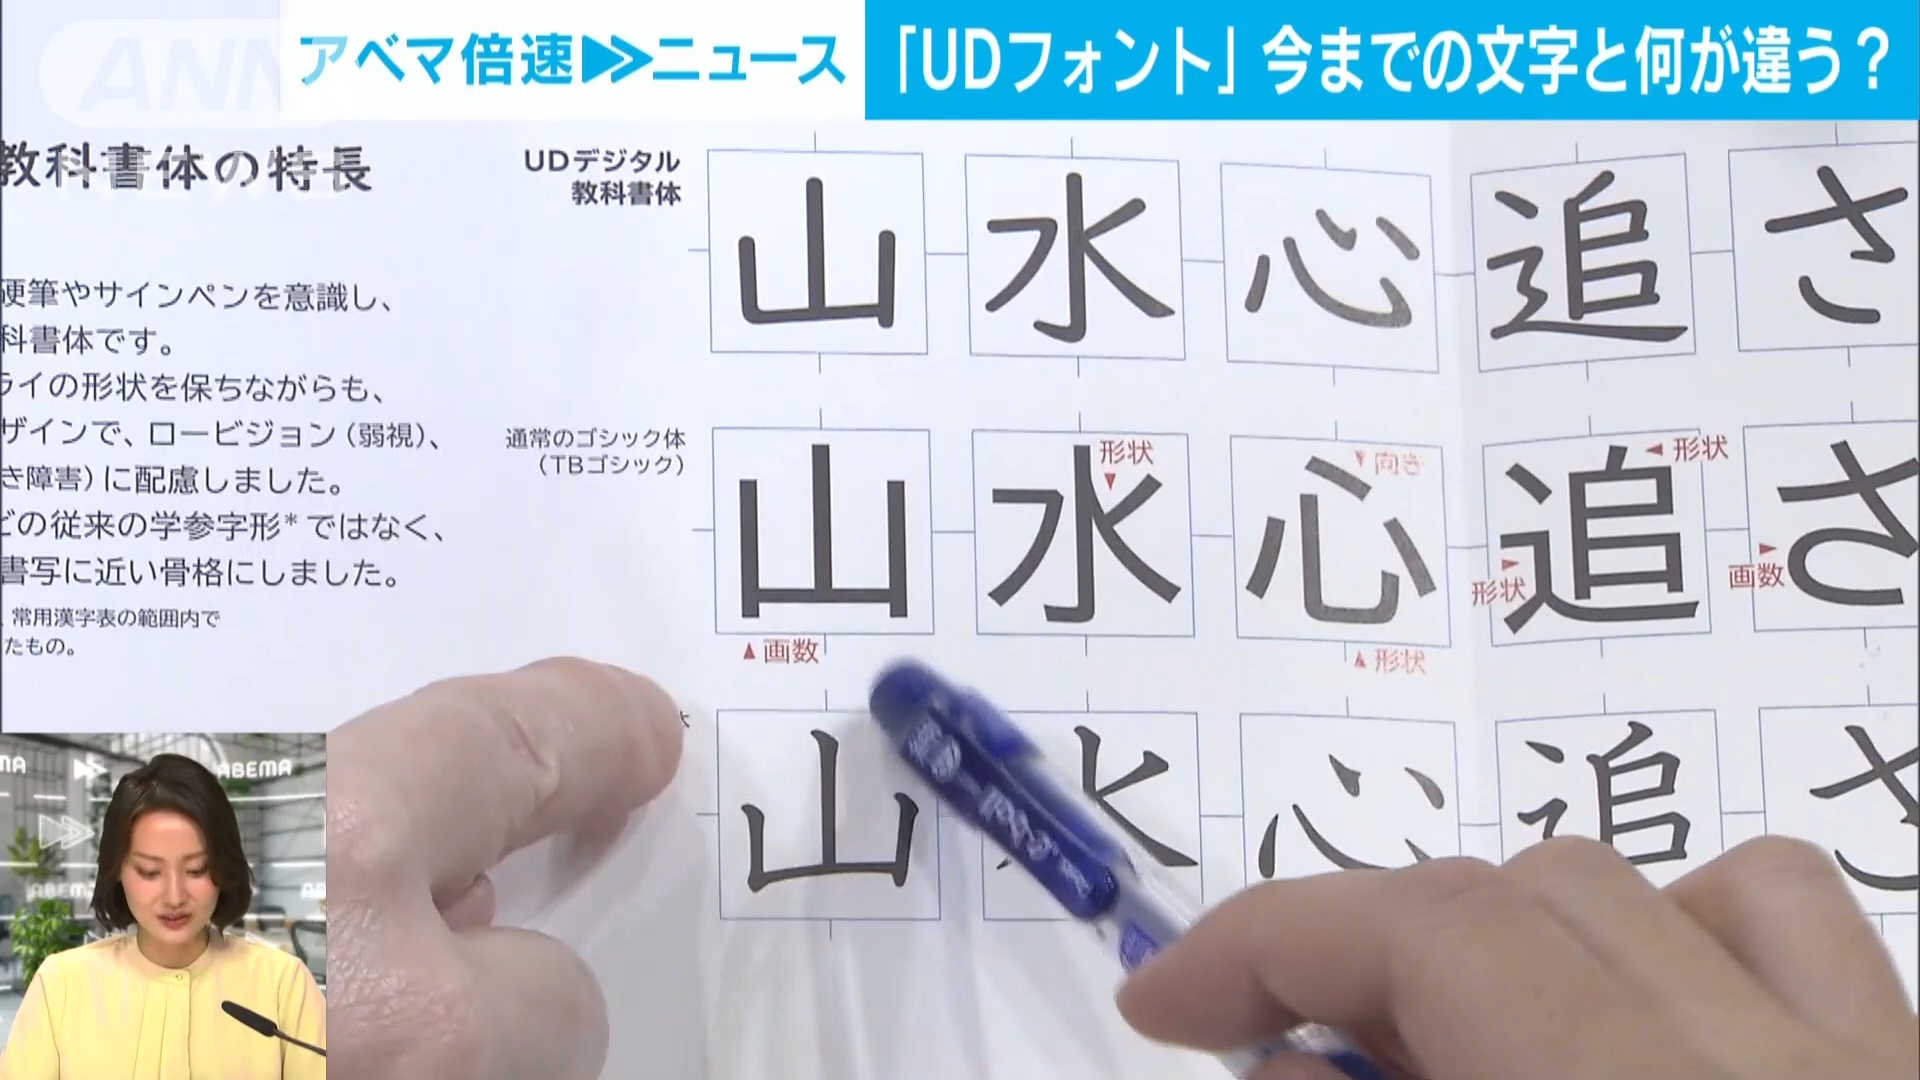 ANN
アベマ倍速 ニュース
「UDフォント」今までの文字と何が違う？
教科書体の特長
硬筆やサインペンを意識し、
科書体です。
ライの形状を保ちながらも、
ザインで、ロービジョン（弱視）、
き障害）に配慮しました。
どの従来の学参字形＊ではなく、
書写に近い骨格にしました。
常用漢字表の範囲内で
たもの。
UDデジタル
教科書体
山 水 心 追 さ
通常のゴシック体
（TBゴシック）
山 水 心 追 さ
形状
向き
形状
形状
画数
画数
形状
山 水 心 追 さ
ABEMA